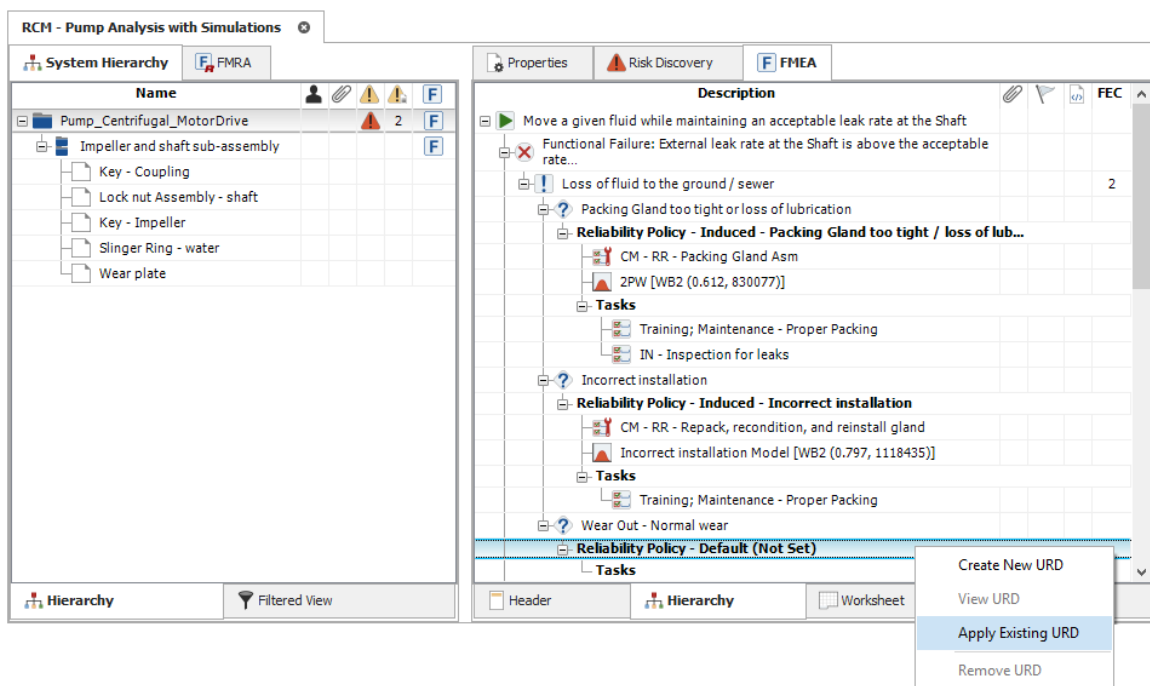 RCM - Pump Analysis with Simulations
System Hierarchy
FMRA
Name
F
Pump_Centrifugal_MotorDrive
2
F
Impeller and shaft sub-assembly
F
Key - Coupling
Lock nut Assembly - shaft
Key - Impeller
Slinger Ring - water
Wear plate
Hierarchy
Filtered View
Properties
Risk Discovery
F FMEA
Description
FEC
Move a given fluid while maintaining an acceptable leak rate at the Shaft
Functional Failure: External leak rate at the Shaft is above the acceptable
rate...
Loss of fluid to the ground / sewer
2
Packing Gland too tight or loss of lubrication
Reliability Policy - Induced - Packing Gland too tight / loss of lub...
CM - RR - Packing Gland Asm
2PW [WB2 (0.612, 830077)]
Tasks
Training; Maintenance - Proper Packing
IN - Inspection for leaks
Incorrect installation
Reliability Policy - Induced - Incorrect installation
CM - RR - Repack, recondition, and reinstall gland
Incorrect installation Model [WB2 (0.797, 1118435)]
Tasks
Training; Maintenance - Proper Packing
Wear Out - Normal wear
Reliability Policy - Default (Not Set)
Tasks
Header
Hierarchy
Worksheet
Create New URD
View URD
Apply Existing URD
Remove URD